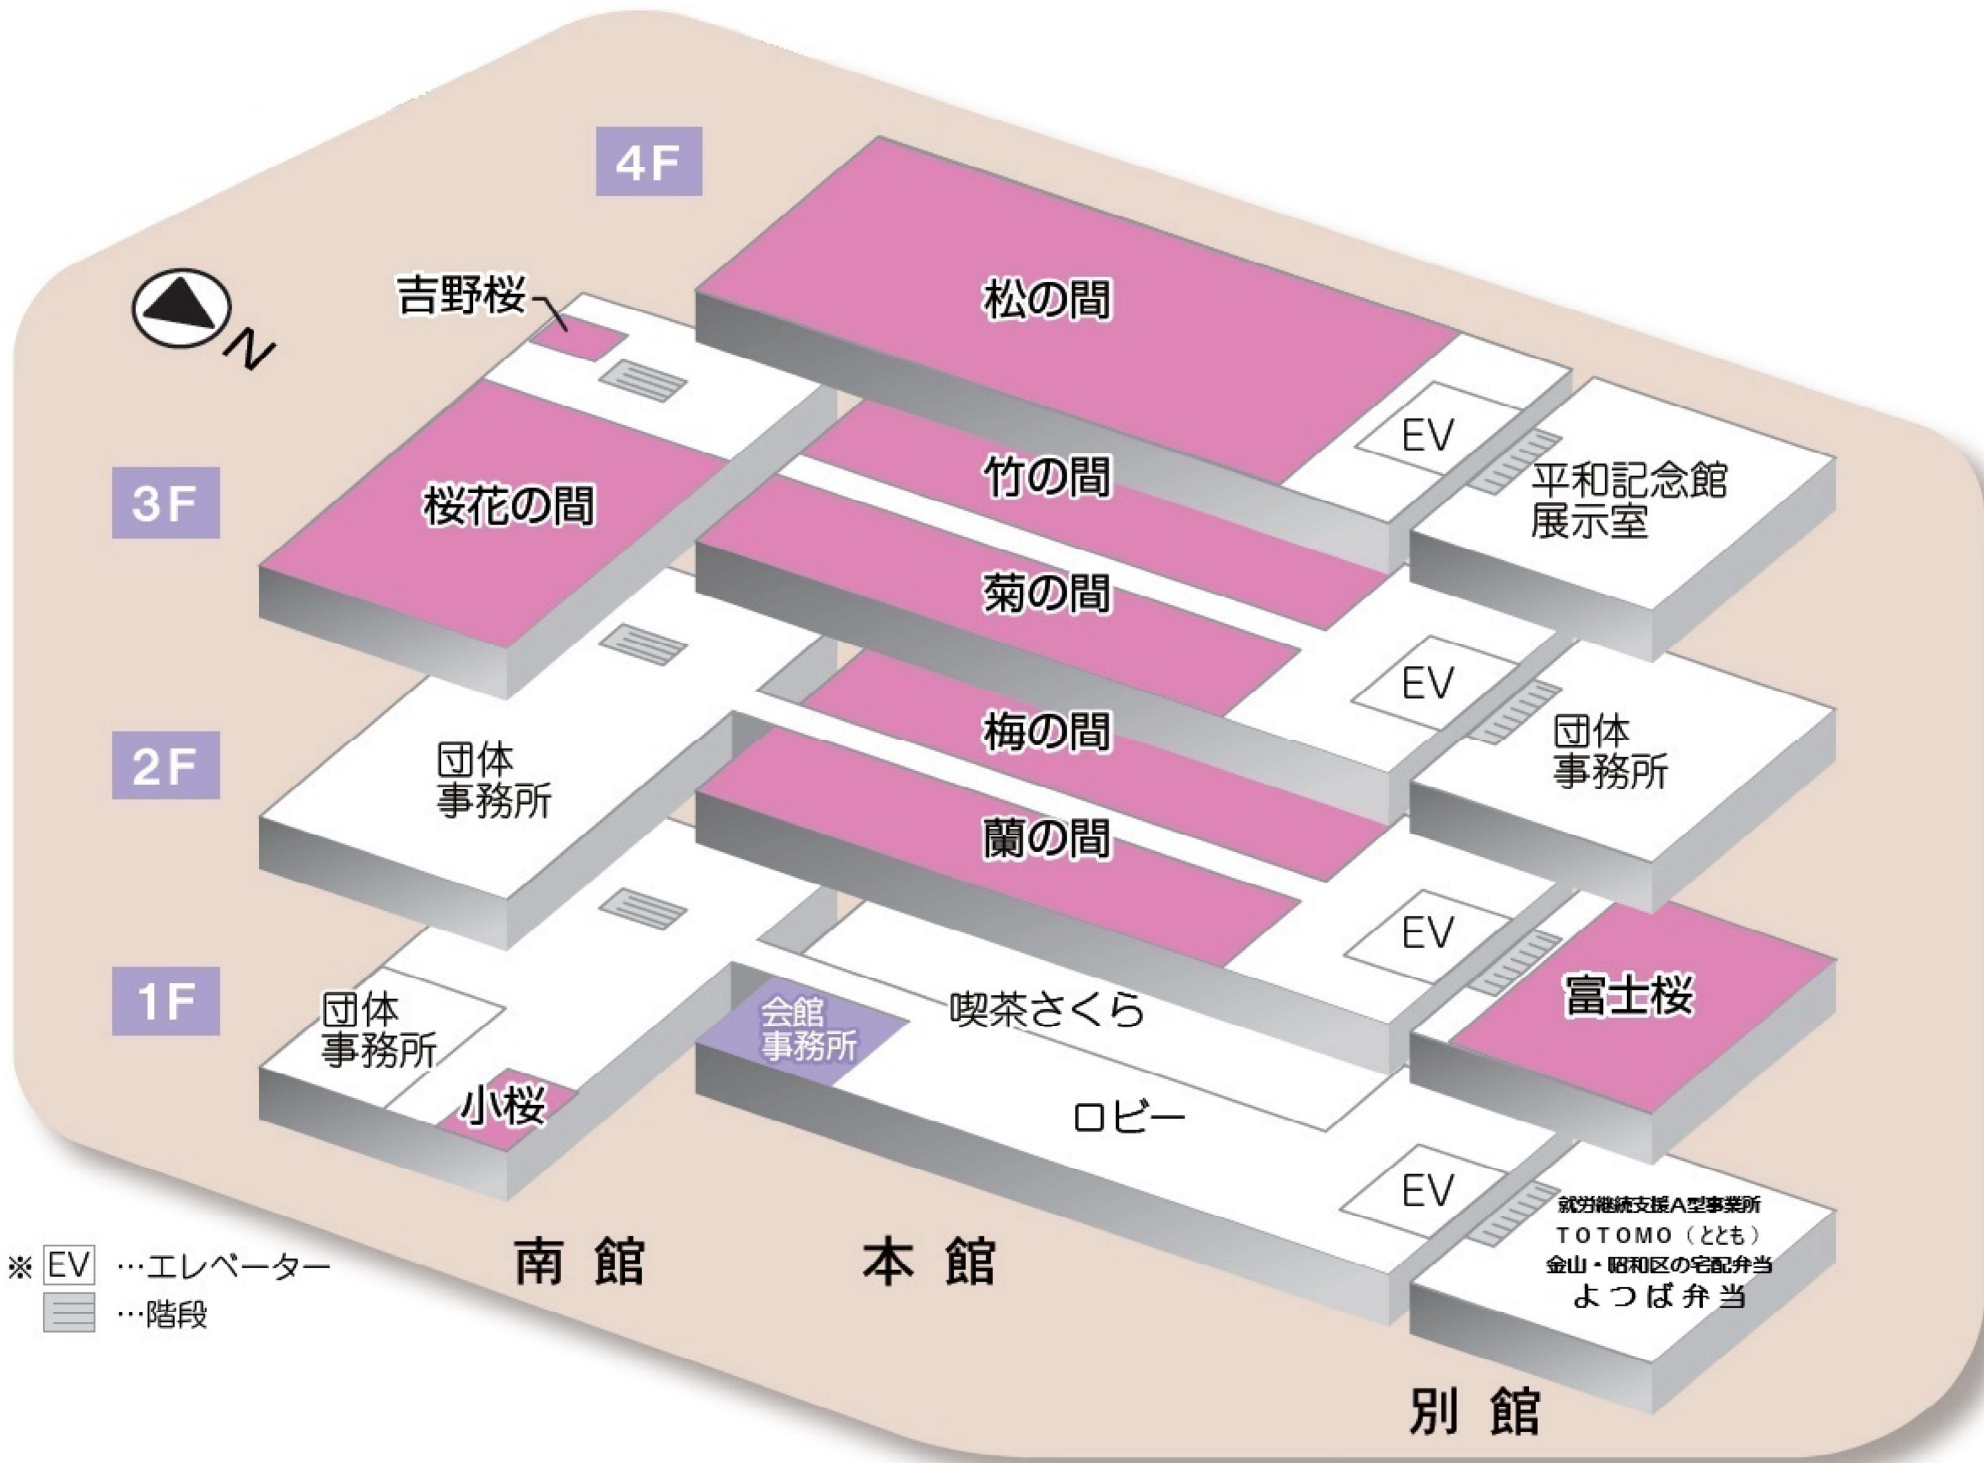 4F
松の間
EV
吉野桜
N
3F
桜花の間
竹の間
菊の間
EV
平和記念館
展示室
2F
団体
事務所
梅の間
蘭の間
EV
団体
事務所
1F
団体
事務所
小桜
会館
事務所
喫茶さくら
ロビー
EV
富士桜
就労継続支援A型事業所
TOTOMO(ととも)
金山・昭和区の宅配弁当
よつば弁当
南館
本館
別館
※EV…エレベーター
…階段